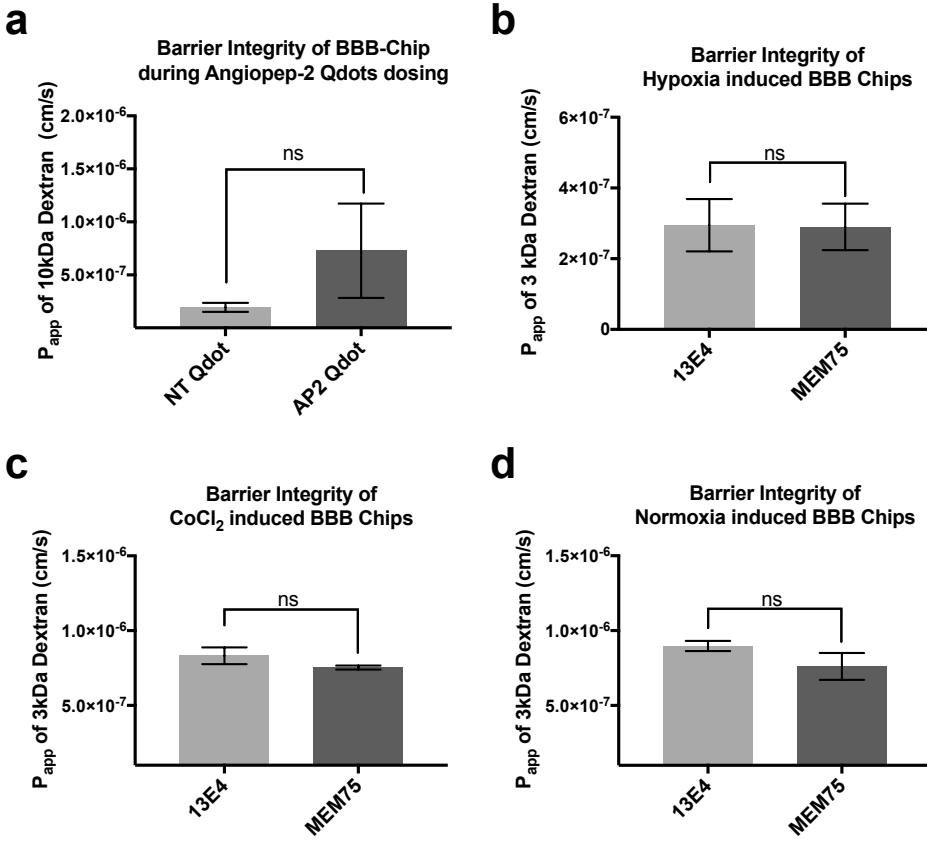 a
Barrier Integrity of BBB-Chip
during Angiopep-2 Qdots dosing
P_app of 10kDa Dextran (cm/s)
2.0×10⁻⁶
1.5×10⁻⁶
1.0×10⁻⁶
5.0×10⁻⁷
ns
NT Qdot
AP2 Qdot
b
Barrier Integrity of
Hypoxia induced BBB Chips
P_app of 3 kDa Dextran (cm/s)
6×10⁻⁷
4×10⁻⁷
2×10⁻⁷
0
ns
13E4
MEM75
c
Barrier Integrity of
CoCl₂ induced BBB Chips
P_app of 3kDa Dextran (cm/s)
1.5×10⁻⁶
1.0×10⁻⁶
5.0×10⁻⁷
ns
13E4
MEM75
d
Barrier Integrity of
Normoxia induced BBB Chips
P_app of 3kDa Dextran (cm/s)
1.5×10⁻⁶
1.0×10⁻⁶
5.0×10⁻⁷
ns
13E4
MEM75